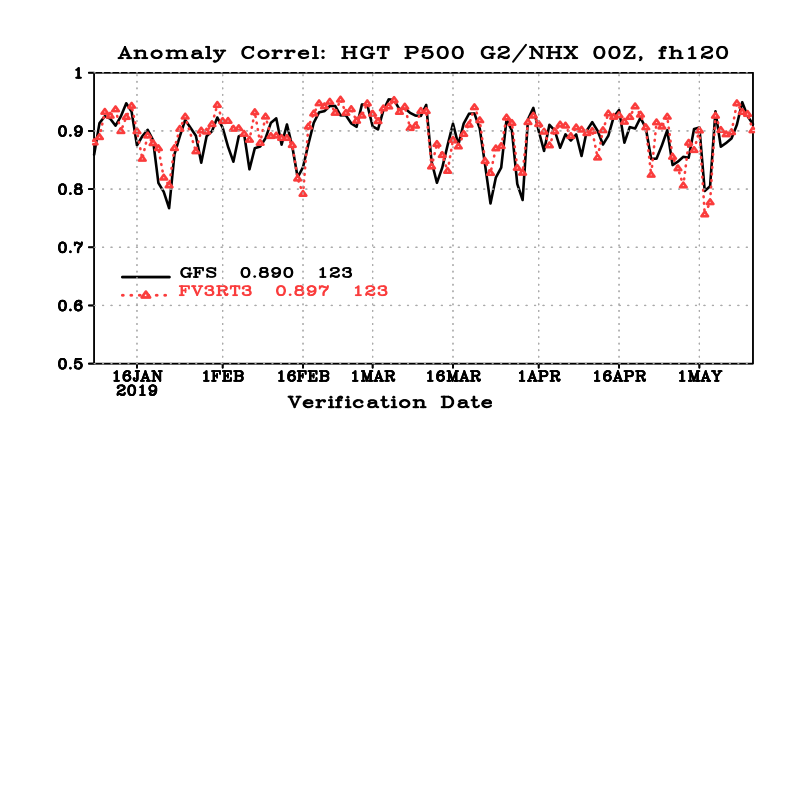 Anomaly Correl: HGT P500 G2/NHX 00Z, fh120
1
0.9
0.8
0.7
0.6
0.5
GFS 0.890 123
FV3RT3 0.897 123
16JAN 1FEB 16FEB 1MAR 16MAR 1APR 16APR 1MAY
2019
Verification Date